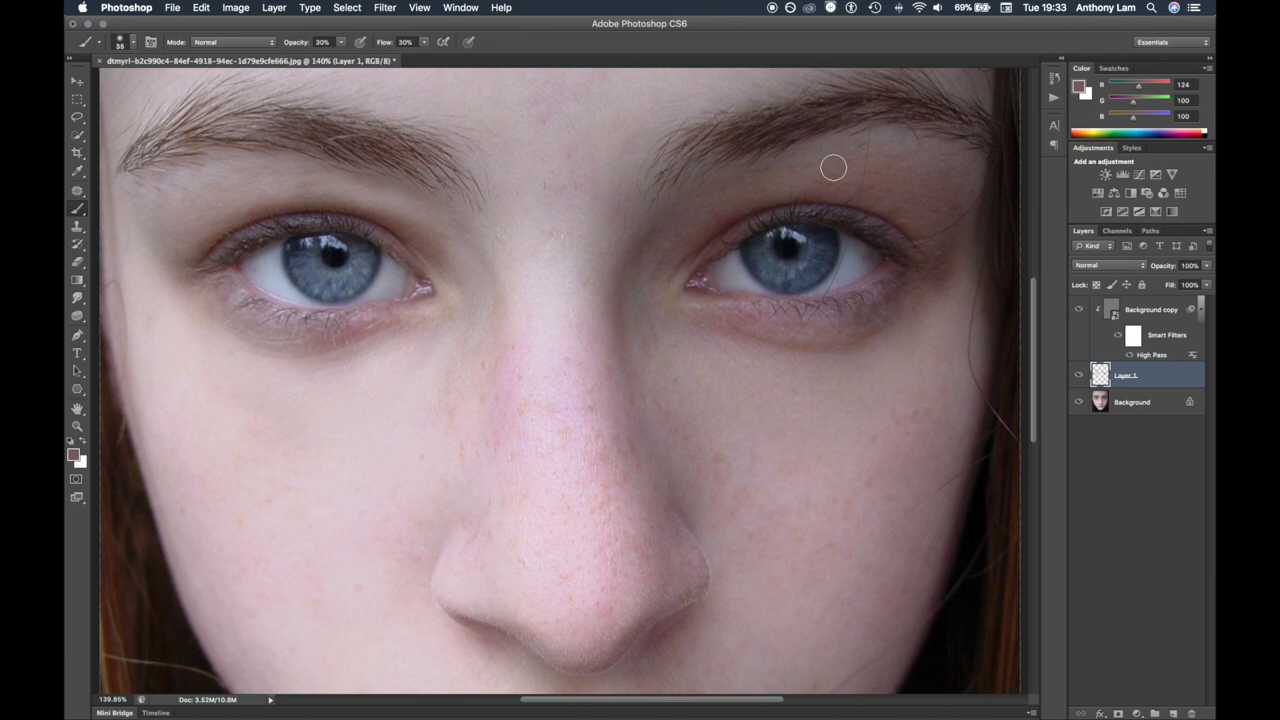 Photoshop File Edit Image Layer Type Select Filter View Window Help 69% Tue 19:33 Anthony Lam
Adobe Photoshop CS6
35 Mode: Normal Opacity: 30% Flow: 30% Essentials
dtmyrl-b2c990c4-84ef-4918-94ec-1d79e9cfe666.jpg @ 140% (Layer 1, RGB/8) *
Color Swatches
R 124
G 100
B 100
Adjustments Styles
Add an adjustment
Layers Channels Paths
Kind
Normal Opacity: 100%
Lock: Fill: 100%
Background copy
Smart Filters
High Pass
Layer 1
Background
139.85% Doc: 3.52M/10.8M
Mini Bridge Timeline